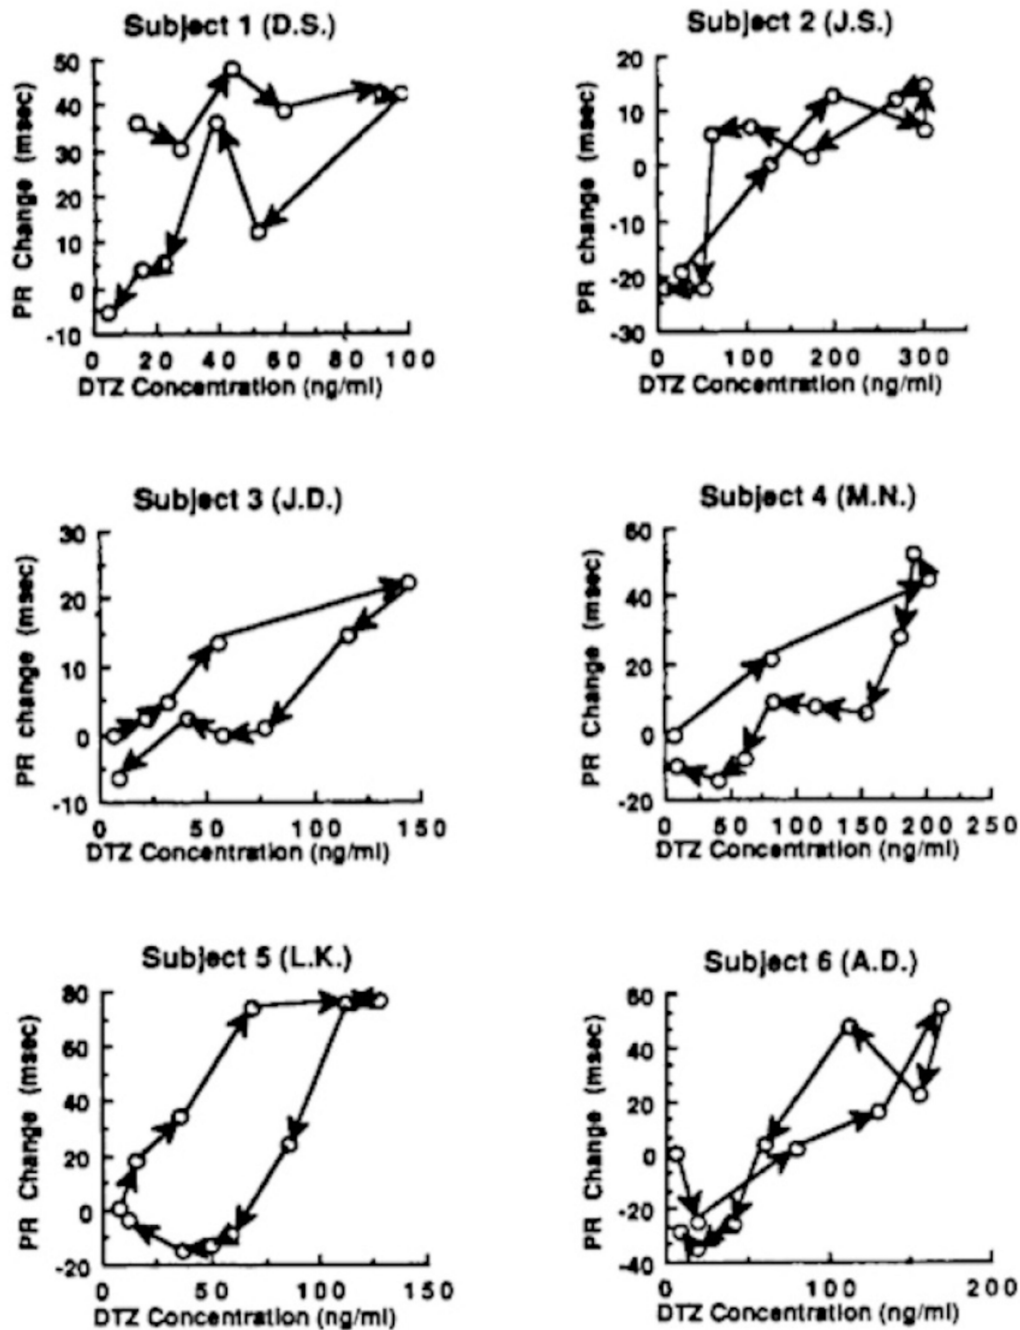 Subject 1 (D.S.)
PR Change (msec)
50
40
30
20
10
0
-10
0 20 40 60 80 100
DTZ Concentration (ng/ml)
Subject 2 (J.S.)
PR change (msec)
20
10
0
-10
-20
-30
0 100 200 300
DTZ Concentration (ng/ml)
Subject 3 (J.D.)
PR change (msec)
30
20
10
0
-10
0 50 100 150
DTZ Concentration (ng/ml)
Subject 4 (M.N.)
PR Change (msec)
60
40
20
0
-20
0 50 100 150 200 250
DTZ Concentration (ng/ml)
Subject 5 (L.K.)
PR Change (msec)
80
60
40
20
0
-20
0 50 100 150
DTZ Concentration (ng/ml)
Subject 6 (A.D.)
PR Change (msec)
60
40
20
0
-20
-40
0 100 200
DTZ Concentration (ng/ml)